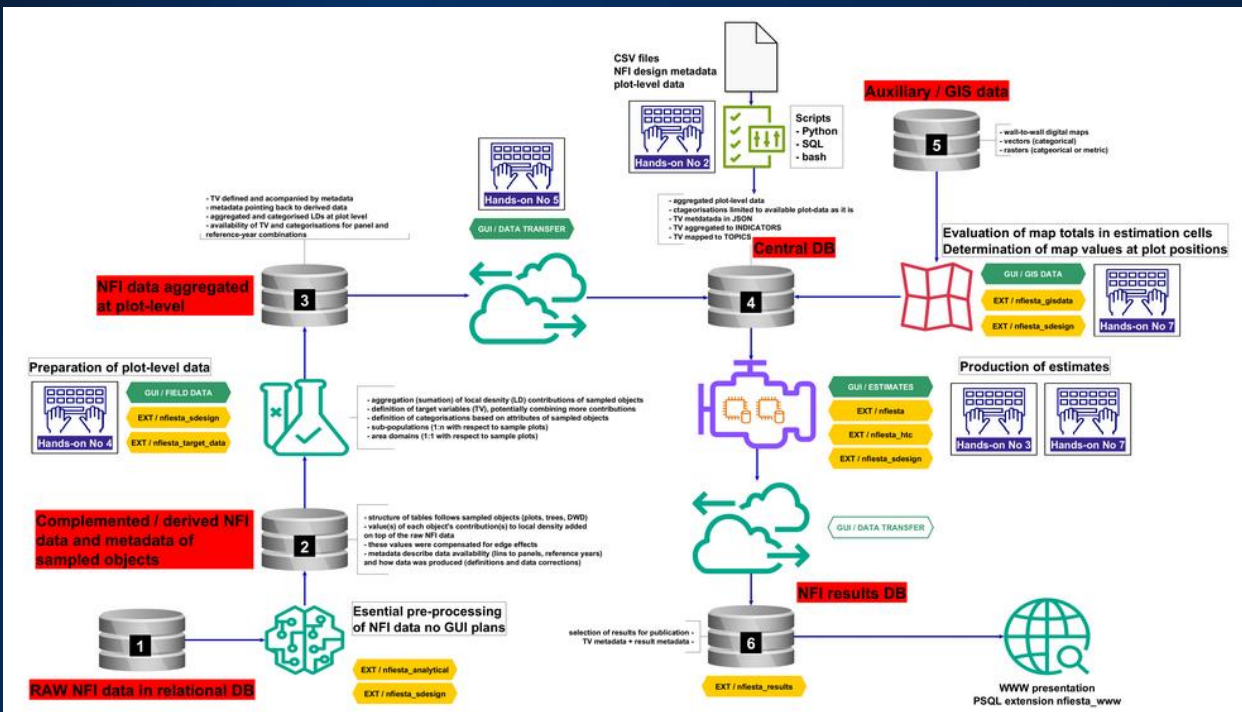 CSV files
NFI design metadata
plot-level data
Hands-on No 2
Scripts
- Python
- SQL
- bash
Auxiliary / GIS data
5
- wall-to-wall digital maps
- vectors (categorical)
- rasters (catgeorical or metric)
Hands-on No 5
GUI / DATA TRANSFER
- TV defined and acompanied by metadata
- metadata pointing back to derived data
- aggregated and categorised LDs at plot level
- availability of TV and categorisations for panel and
reference-year combinations
- aggregated plot-level data
- ctageorisations limited to available plot-data as it is
- TV metdatada in JSON
- TV aggregated to INDICATORS
- TV mapped to TOPICS
Central DB
4
Evaluation of map totals in estimation cells
Determination of map values at plot positions
GUI / GIS DATA
EXT / nfiesta_gisdata
EXT / nfiesta_sdesign
Hands-on No 7
NFI data aggregated
at plot-level
3
Preparation of plot-level data
Hands-on No 4
GUI / FIELD DATA
EXT / nfiesta_sdesign
EXT / nfiesta_target_data
- aggregation (sumation) of local desnity (LD) contributions of sampled objects
- definition of target variables (TV), potentially combining more contributions
- definition of categorisations based on attributes of sampled objects
- sub-populations (1:n with respect to sample plots)
- area domains (1:1 with respect to sample plots)
Production of estimates
GUI / ESTIMATES
EXT / nfiesta
EXT / nfiesta_htc
EXT / nfiesta_sdesign
Hands-on No 3
Hands-on No 7
Complemented / derived NFI
data and metadata of
sampled objects
2
- structure of tables follows sampled objects (plots, trees, DWD)
- value(s) of each object's contribution(s) to local density added
on top of the raw NFI data
- these values were compensated for edge effects
- metadata describe data availability (lins to panels, reference years)
and how data was produced (definitions and data corrections)
GUI / DATA TRANSFER
1
RAW NFI data in relational DB
Esential pre-processing
of NFI data no GUI plans
EXT / nfiesta_analytical
EXT / nfiesta_sdesign
NFI results DB
selection of results for publication -
TV metadata + result metadata -
6
EXT / nfiesta_results
WWW presentation
PSQL extension nfiesta_www